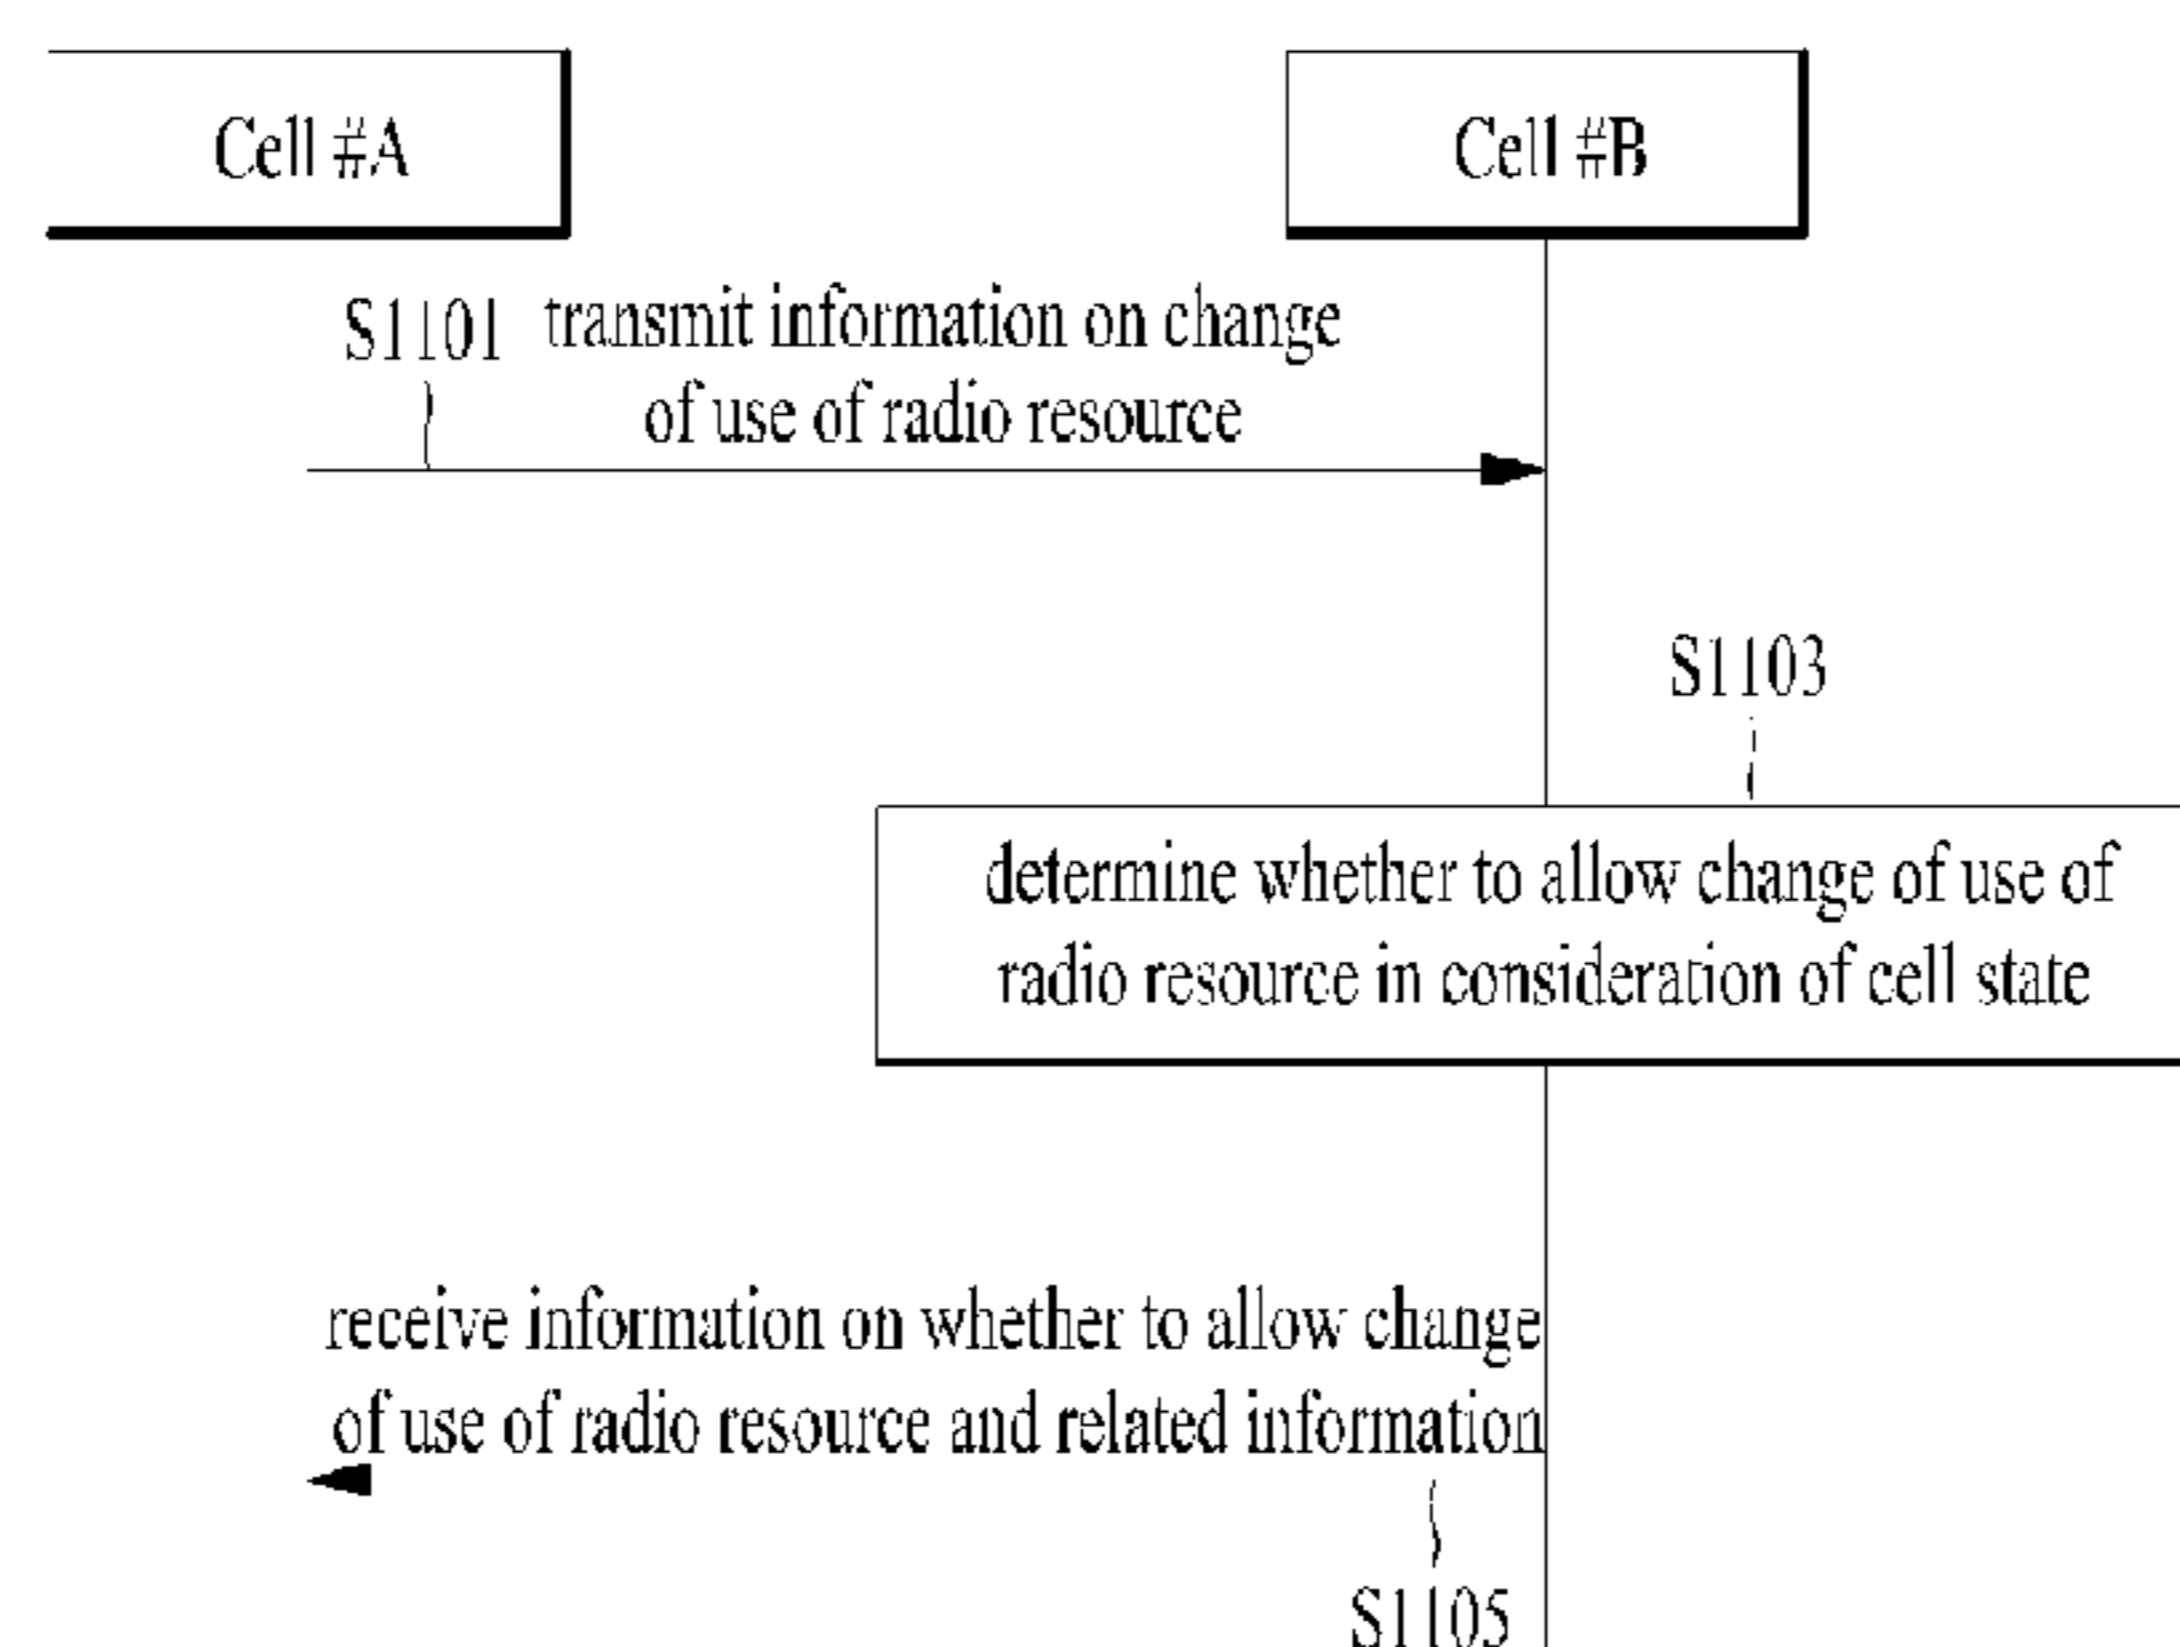 Cell #A
Cell #B
S1101
transmit information on change
of use of radio resource
S1103
determine whether to allow change of use of
radio resource in consideration of cell state
receive information on whether to allow change
of use of radio resource and related information
S1105